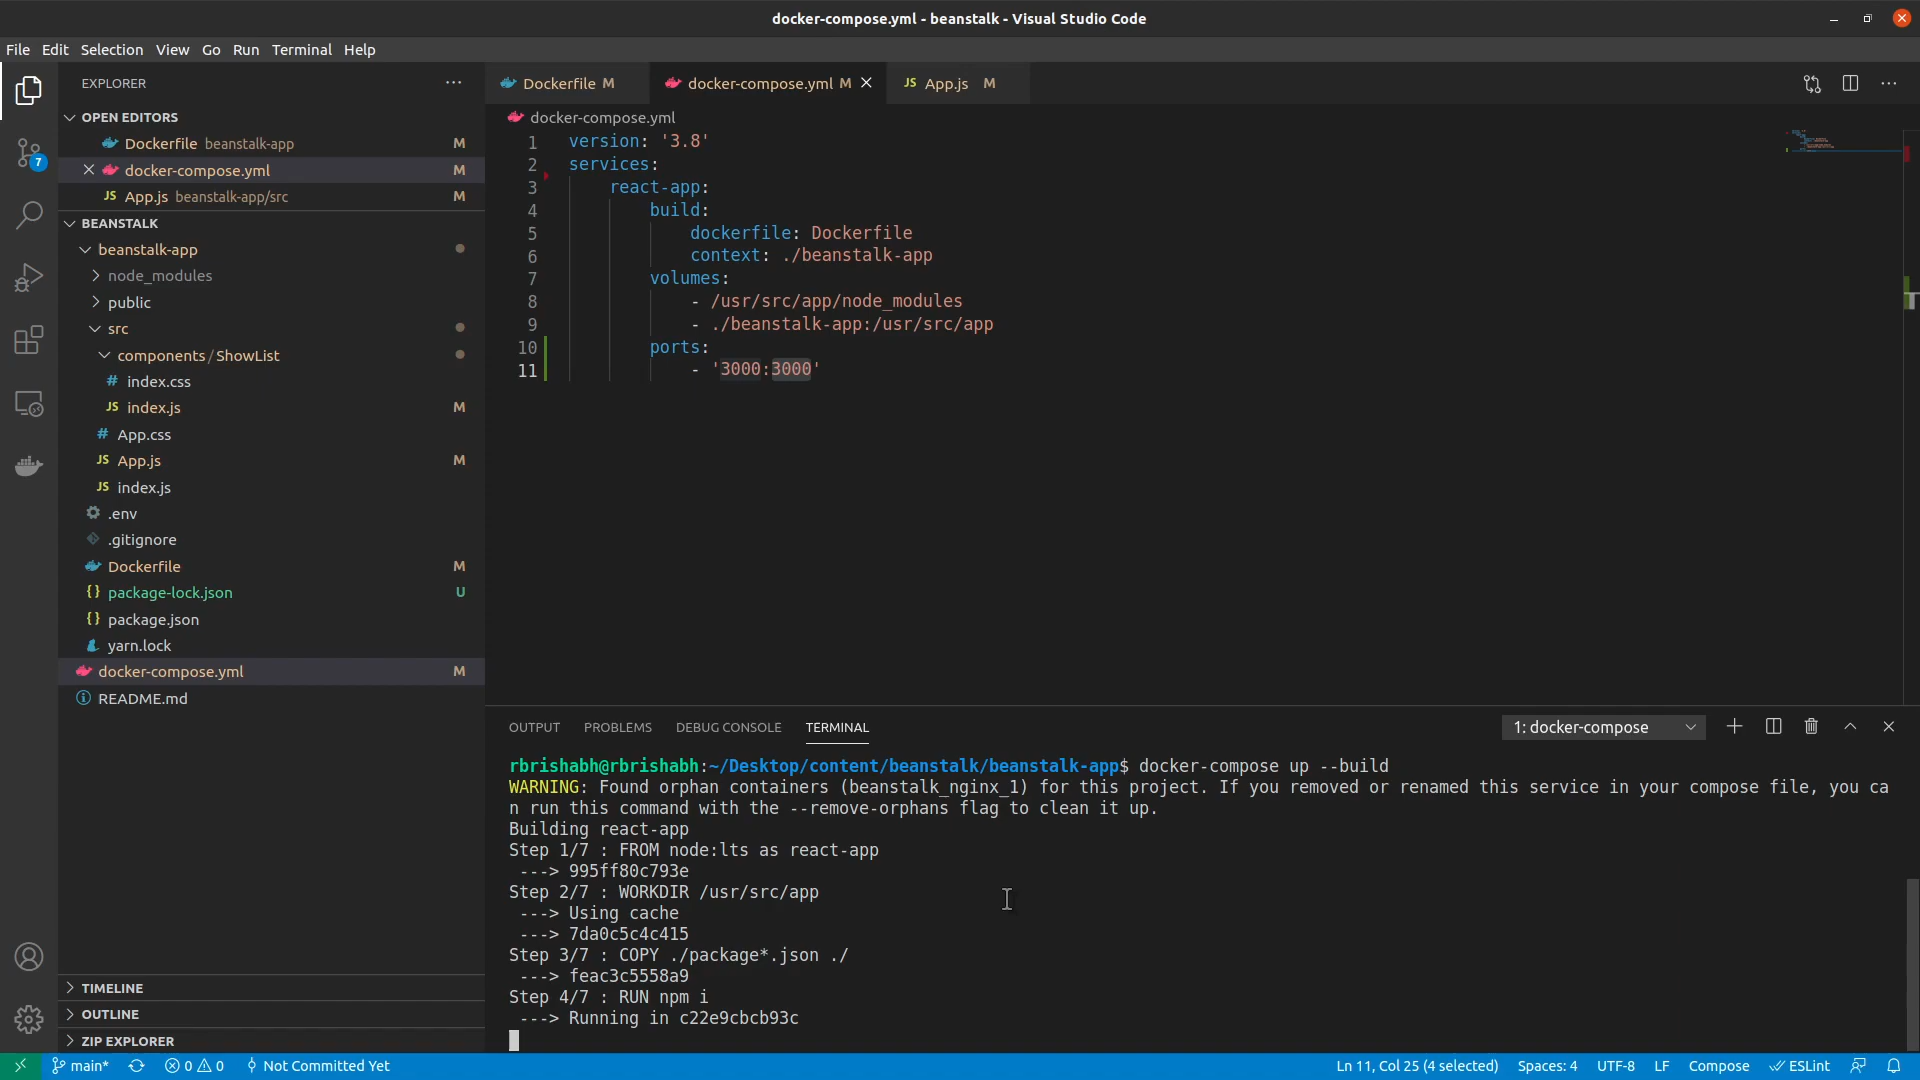 docker-compose.yml - beanstalk - Visual Studio Code
File Edit Selection View Go Run Terminal Help
EXPLORER
OPEN EDITORS
Dockerfile beanstalk-app M
docker-compose.yml M
JS App.js beanstalk-app/src M
BEANSTALK
beanstalk-app
node_modules
public
src
components/ShowList
# index.css
JS index.js M
# App.css
JS App.js M
JS index.js
.env
.gitignore
Dockerfile M
{} package-lock.json U
{} package.json
yarn.lock
docker-compose.yml M
README.md
TIMELINE
OUTLINE
ZIP EXPLORER
7
Dockerfile M docker-compose.yml M JS App.js M
docker-compose.yml
1 version: '3.8'
2 services:
3 react-app:
4 build:
5 dockerfile: Dockerfile
6 context: ./beanstalk-app
7 volumes:
8 - /usr/src/app/node_modules
9 - ./beanstalk-app:/usr/src/app
10 ports:
11 - '3000:3000'
OUTPUT PROBLEMS DEBUG CONSOLE TERMINAL 1: docker-compose
rbrishabh@rbrishabh:~/Desktop/content/beanstalk/beanstalk-app$ docker-compose up --build
WARNING: Found orphan containers (beanstalk_nginx_1) for this project. If you removed or renamed this service in your compose file, you ca
n run this command with the --remove-orphans flag to clean it up.
Building react-app
Step 1/7 : FROM node:lts as react-app
---> 995ff80c793e
Step 2/7 : WORKDIR /usr/src/app
---> Using cache
---> 7da0c5c4c415
Step 3/7 : COPY ./package*.json ./
---> feac3c5558a9
Step 4/7 : RUN npm i
---> Running in c22e9cbcb93c
main* 0 0 Not Committed Yet Ln 11, Col 25 (4 selected) Spaces: 4 UTF-8 LF Compose ESLint